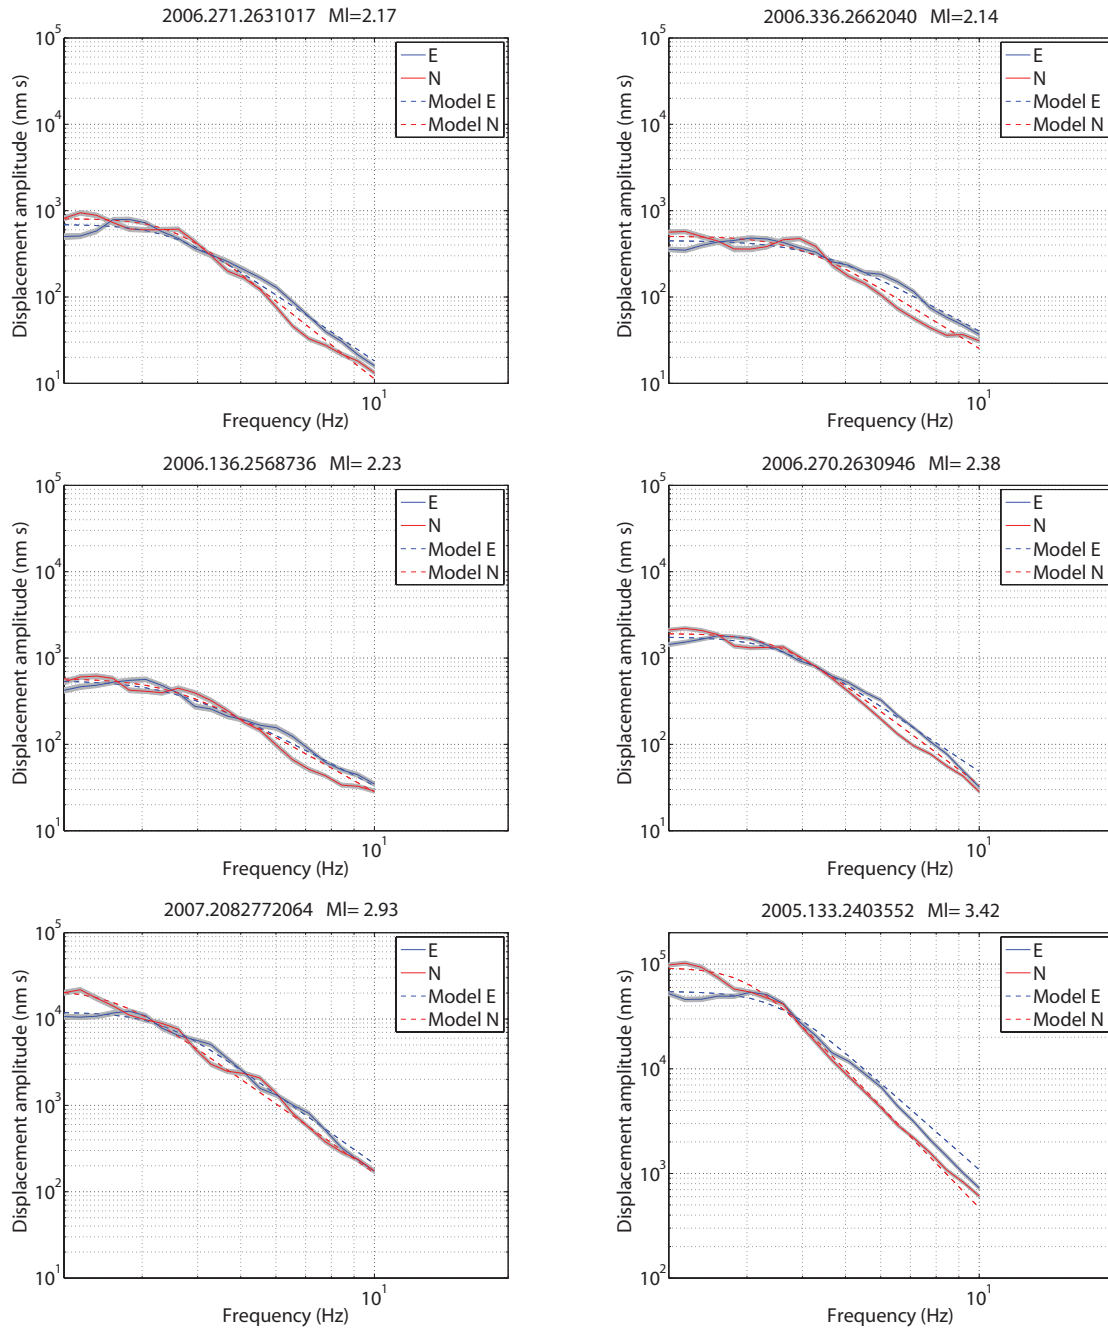 2006.271.2631017 Ml=2.17
10^5
10^4
10^3
10^2
10^1
Displacement amplitude (nm s)
E
N
Model E
Model N
10^1
Frequency (Hz)
2006.336.2662040 Ml=2.14
10^5
10^4
10^3
10^2
10^1
Displacement amplitude (nm s)
E
N
Model E
Model N
10^1
Frequency (Hz)
2006.136.2568736 Ml= 2.23
10^5
10^4
10^3
10^2
10^1
Displacement amplitude (nm s)
E
N
Model E
Model N
10^1
Frequency (Hz)
2006.270.2630946 Ml= 2.38
10^5
10^4
10^3
10^2
10^1
Displacement amplitude (nm s)
E
N
Model E
Model N
10^1
Frequency (Hz)
2007.2082772064 Ml= 2.93
10^5
10^4
10^3
10^2
10^1
Displacement amplitude (nm s)
E
N
Model E
Model N
10^1
Frequency (Hz)
2005.133.2403552 Ml= 3.42
10^5
10^4
10^3
10^2
Displacement amplitude (nm s)
E
N
Model E
Model N
10^1
Frequency (Hz)